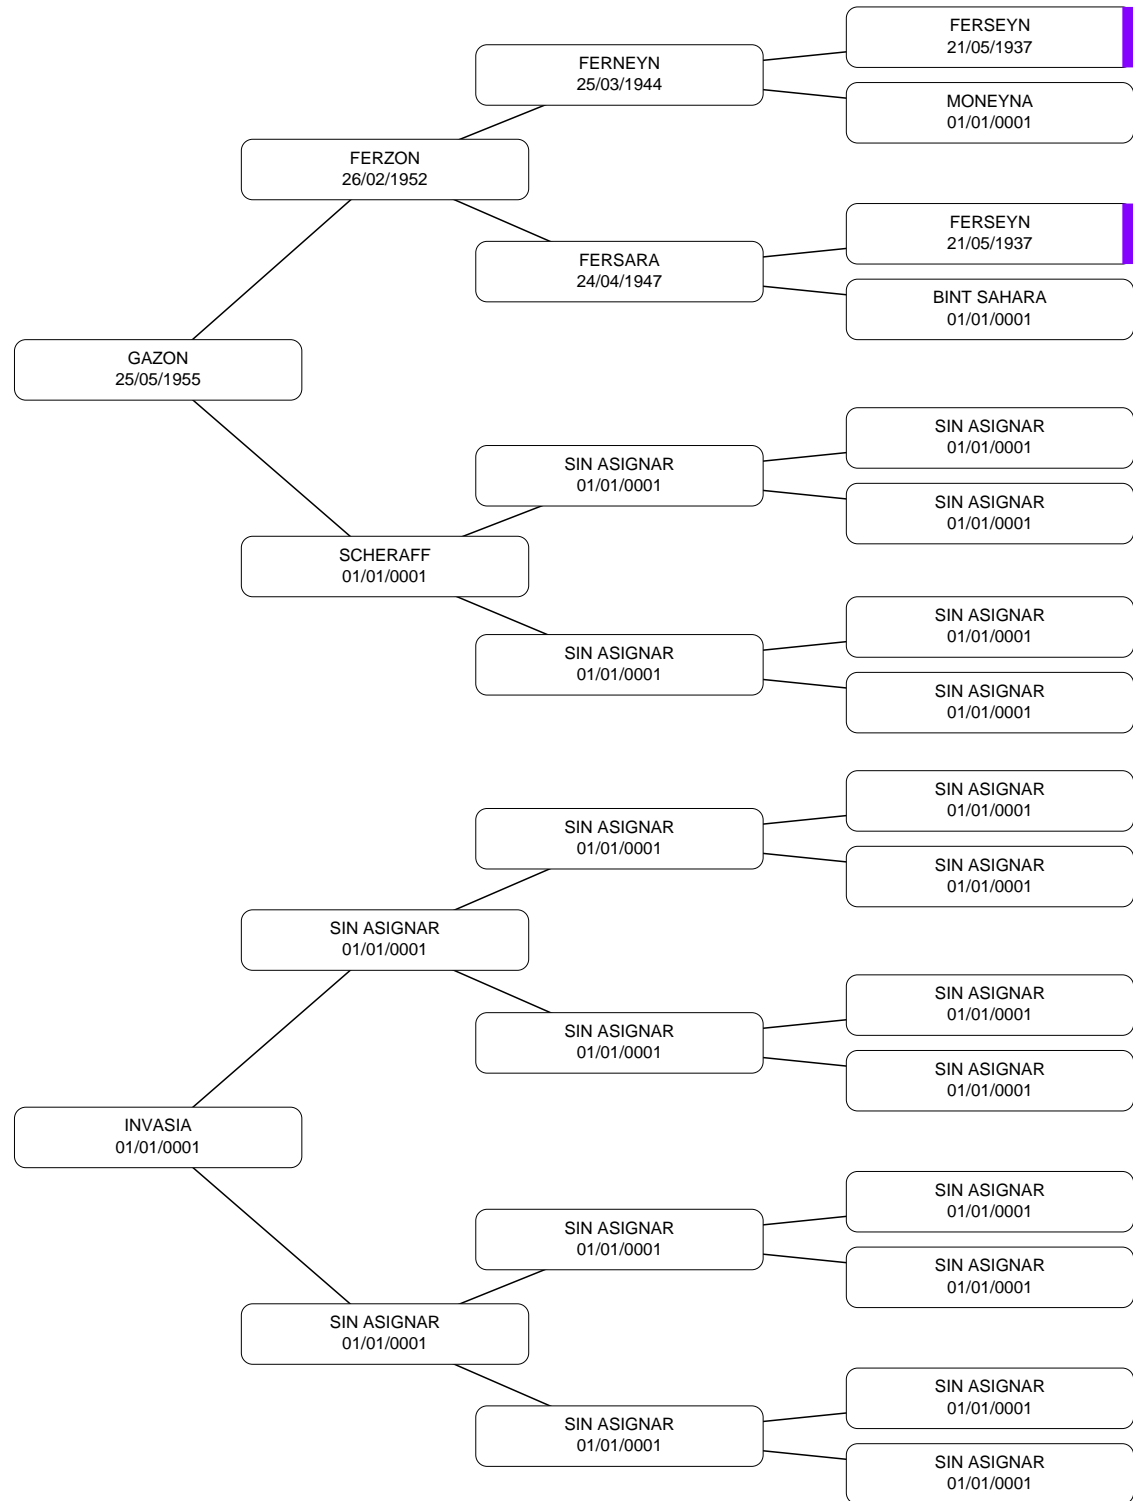 FERSEYN
21/05/1937
FERNEYN
25/03/1944
MONEYNA
01/01/0001
FERZON
26/02/1952
FERSEYN
21/05/1937
FERSARA
24/04/1947
BINT SAHARA
01/01/0001
GAZON
25/05/1955
SIN ASIGNAR
01/01/0001
SIN ASIGNAR
01/01/0001
SIN ASIGNAR
01/01/0001
SCHERAFF
01/01/0001
SIN ASIGNAR
01/01/0001
SIN ASIGNAR
01/01/0001
SIN ASIGNAR
01/01/0001
SIN ASIGNAR
01/01/0001
SIN ASIGNAR
01/01/0001
SIN ASIGNAR
01/01/0001
SIN ASIGNAR
01/01/0001
SIN ASIGNAR
01/01/0001
SIN ASIGNAR
01/01/0001
SIN ASIGNAR
01/01/0001
INVASIA
01/01/0001
SIN ASIGNAR
01/01/0001
SIN ASIGNAR
01/01/0001
SIN ASIGNAR
01/01/0001
SIN ASIGNAR
01/01/0001
SIN ASIGNAR
01/01/0001
SIN ASIGNAR
01/01/0001
SIN ASIGNAR
01/01/0001